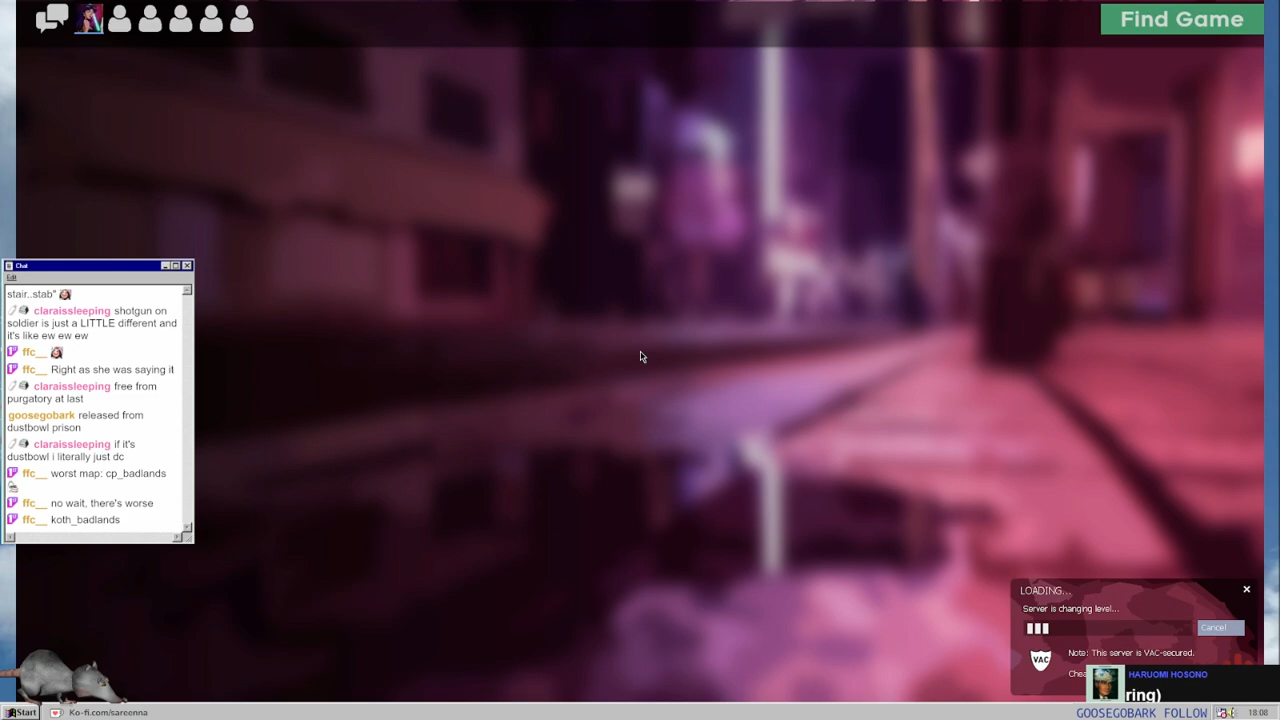 Find Game
Chat
Edit
stair..stab"
claraissleeping shotgun on
soldier is just a LITTLE different and
it's like ew ew ew
ffc__
ffc__ Right as she was saying it
claraissleeping free from
purgatory at last
goosegobark released from
dustbowl prison
claraissleeping if it's
dustbowl i literally just dc
ffc__ worst map: cp_badlands
ffc__ no wait, there's worse
ffc__ koth_badlands
LOADING...
Server is changing level...
Cancel
VAC
Note: This server is VAC-secured.
Chea
HARUOMI HOSONO
ring)
Start
Ko-fi.com/sareenna
GOOSEGOBARK FOLLOW
18:08